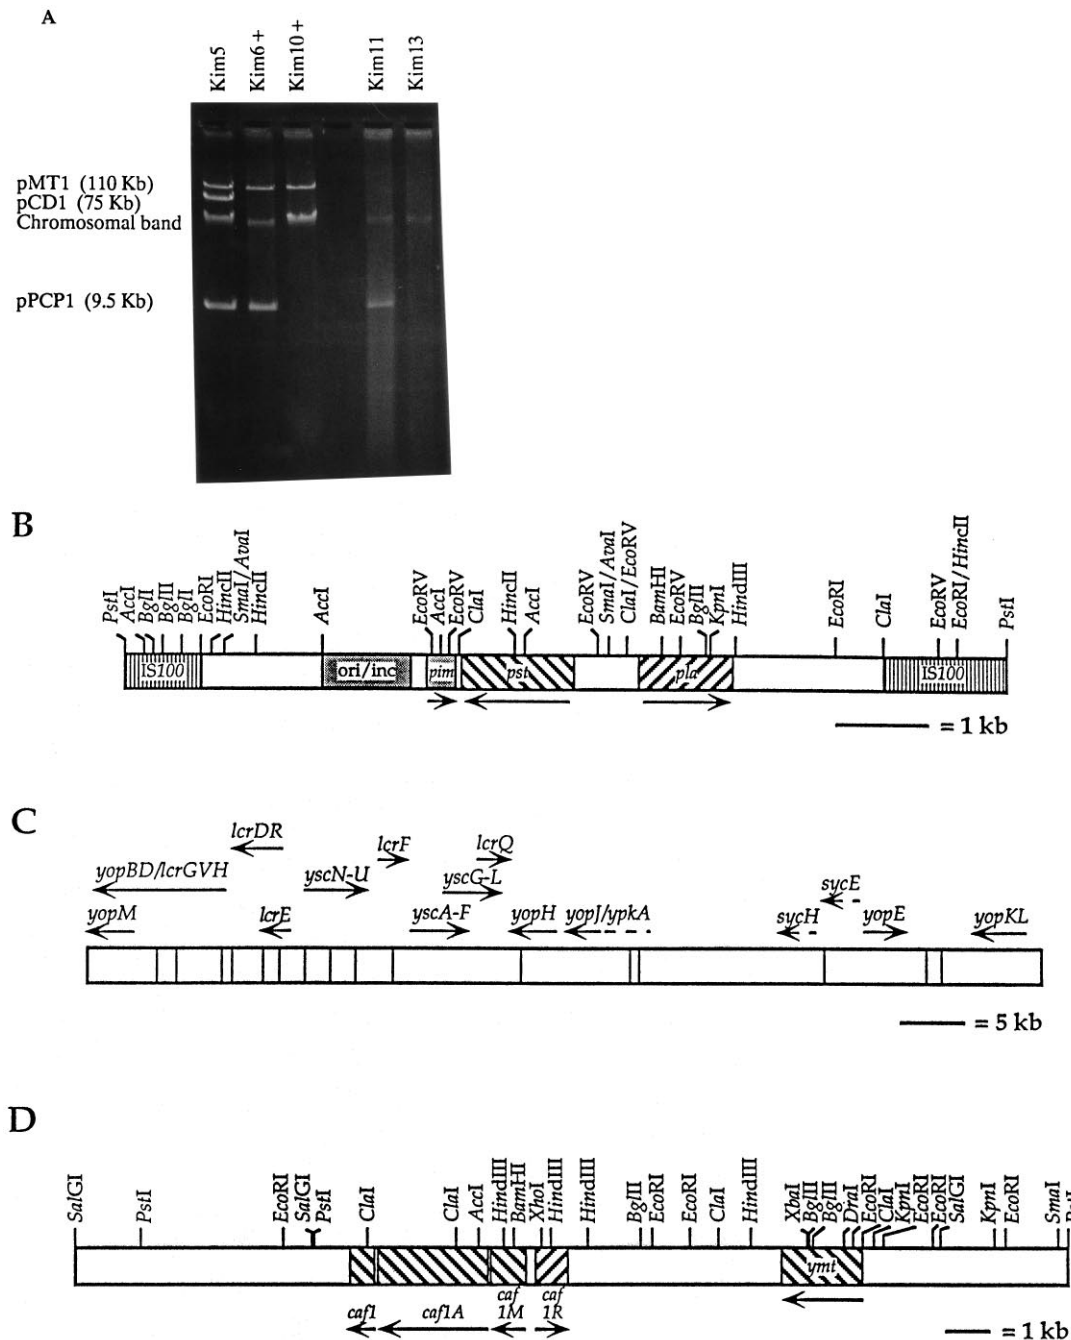 A
Kim5
Kim6+
Kim10+
Kim11
Kim13
pMT1 (110 Kb)
pCD1 (75 Kb)
Chromosomal band
pPCP1 (9.5 Kb)
B
PstI
AccI
BglI
BglII
BglI
EcoRI
HincII
SmaI/AvaI
HincII
AccI
EcoRV
AccI
EcoRV
ClaI
HincII
AccI
EcoRV
SmaI/AvaI
ClaI/EcoRV
BamHI
EcoRV
BglII
KpnI
HindIII
EcoRI
ClaI
EcoRV
EcoRI/HincII
PstI
IS100
ori/inc
pim
pst
pla
IS100
= 1 kb
C
lcrDR
lcrF
lcrQ
yopBD/lcrGVH
yscN-U
yscG-L
sycE
yopM
lcrE
yscA-F
yopH
yopJ/ypkA
sycH
yopE
yopKL
= 5 kb
D
SalGI
PstI
EcoRI
SalGI
PstI
ClaI
ClaI
AccI
HindIII
BamHI
XhoI
HindIII
HindIII
BglII
EcoRI
EcoRI
ClaI
HindIII
XbaI
BglII
BglII
DraI
EcoRI
ClaI
KpnI
EcoRI
EcoRI
SalGI
KpnI
EcoRI
SmaI
PstI
ymt
caf1
caf1A
caf
1M
caf
1R
= 1 kb